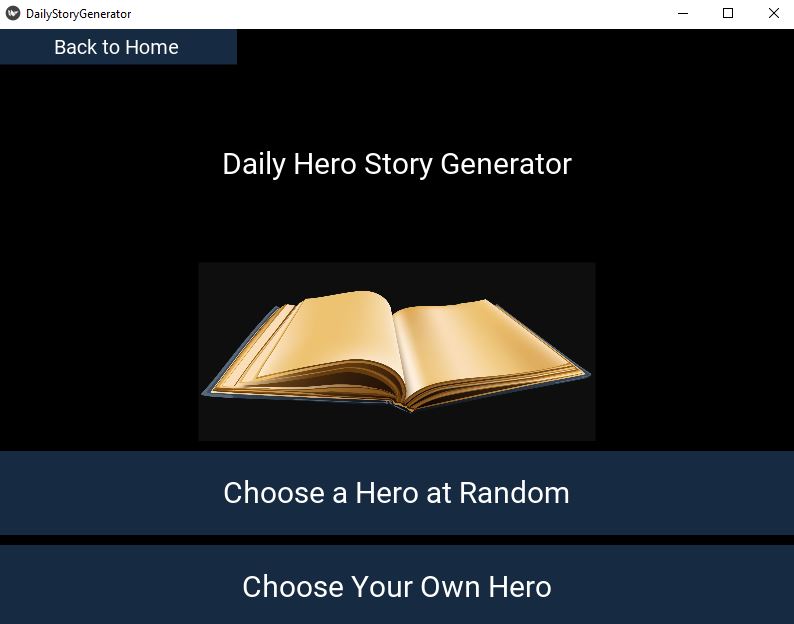 DailyStoryGenerator
Back to Home
Daily Hero Story Generator
Choose a Hero at Random
Choose Your Own Hero